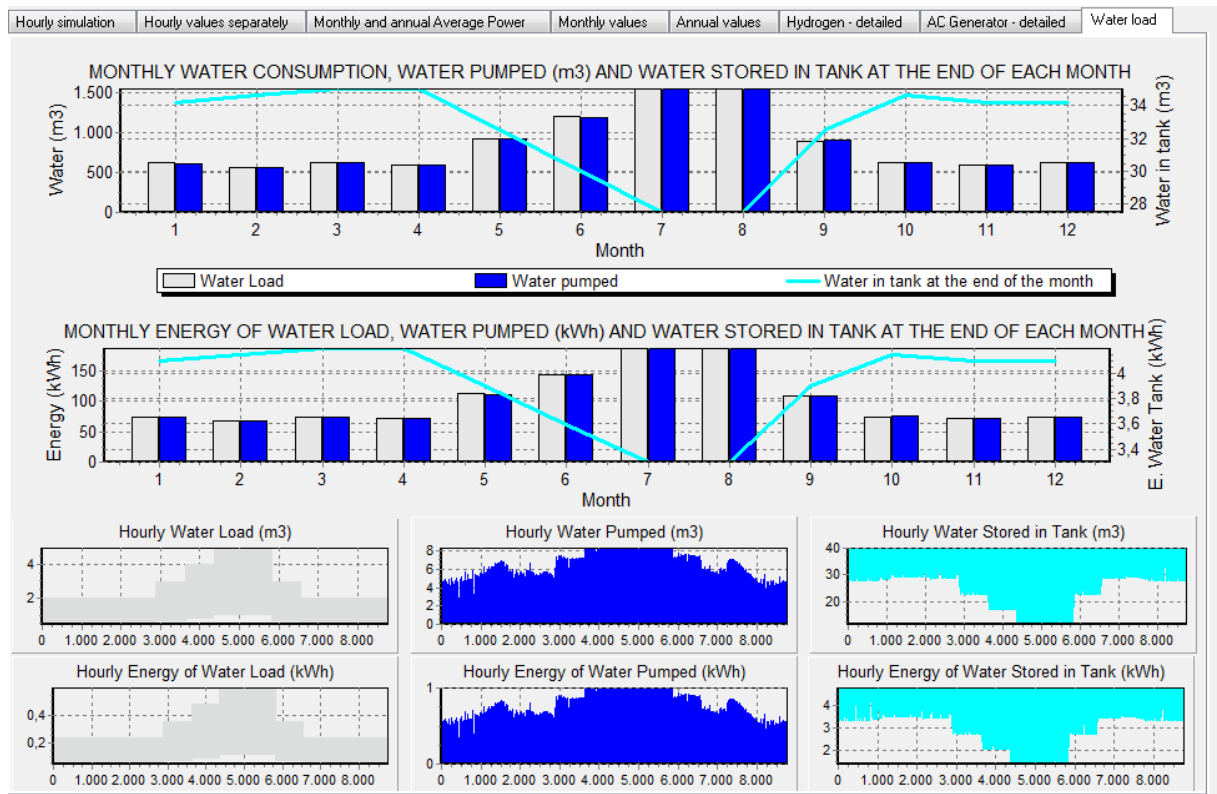 Hourly simulation Hourly values separately Monthly and annual Average Power Monthly values Annual values Hydrogen - detailed AC Generator - detailed Water load
MONTHLY WATER CONSUMPTION, WATER PUMPED (m3) AND WATER STORED IN TANK AT THE END OF EACH MONTH
Water (m3)
1.500
1.000
500
0
34
32
30
28
Water in tank (m3)
1 2 3 4 5 6 7 8 9 10 11 12
Month
Water Load Water pumped Water in tank at the end of the month
MONTHLY ENERGY OF WATER LOAD, WATER PUMPED (kWh) AND WATER STORED IN TANK AT THE END OF EACH MONTH
Energy (kWh)
150
100
50
0
4
3,8
3,6
3,4
E. Water Tank (kWh)
1 2 3 4 5 6 7 8 9 10 11 12
Month
Hourly Water Load (m3)
4
2
0 1.000 2.000 3.000 4.000 5.000 6.000 7.000 8.000
Hourly Water Pumped (m3)
8
6
4
2
0
0 1.000 2.000 3.000 4.000 5.000 6.000 7.000 8.000
Hourly Water Stored in Tank (m3)
40
30
20
0 1.000 2.000 3.000 4.000 5.000 6.000 7.000 8.000
Hourly Energy of Water Load (kWh)
0,4
0,2
0 1.000 2.000 3.000 4.000 5.000 6.000 7.000 8.000
Hourly Energy of Water Pumped (kWh)
1
0
0 1.000 2.000 3.000 4.000 5.000 6.000 7.000 8.000
Hourly Energy of Water Stored in Tank (kWh)
4
3
2
0 1.000 2.000 3.000 4.000 5.000 6.000 7.000 8.000